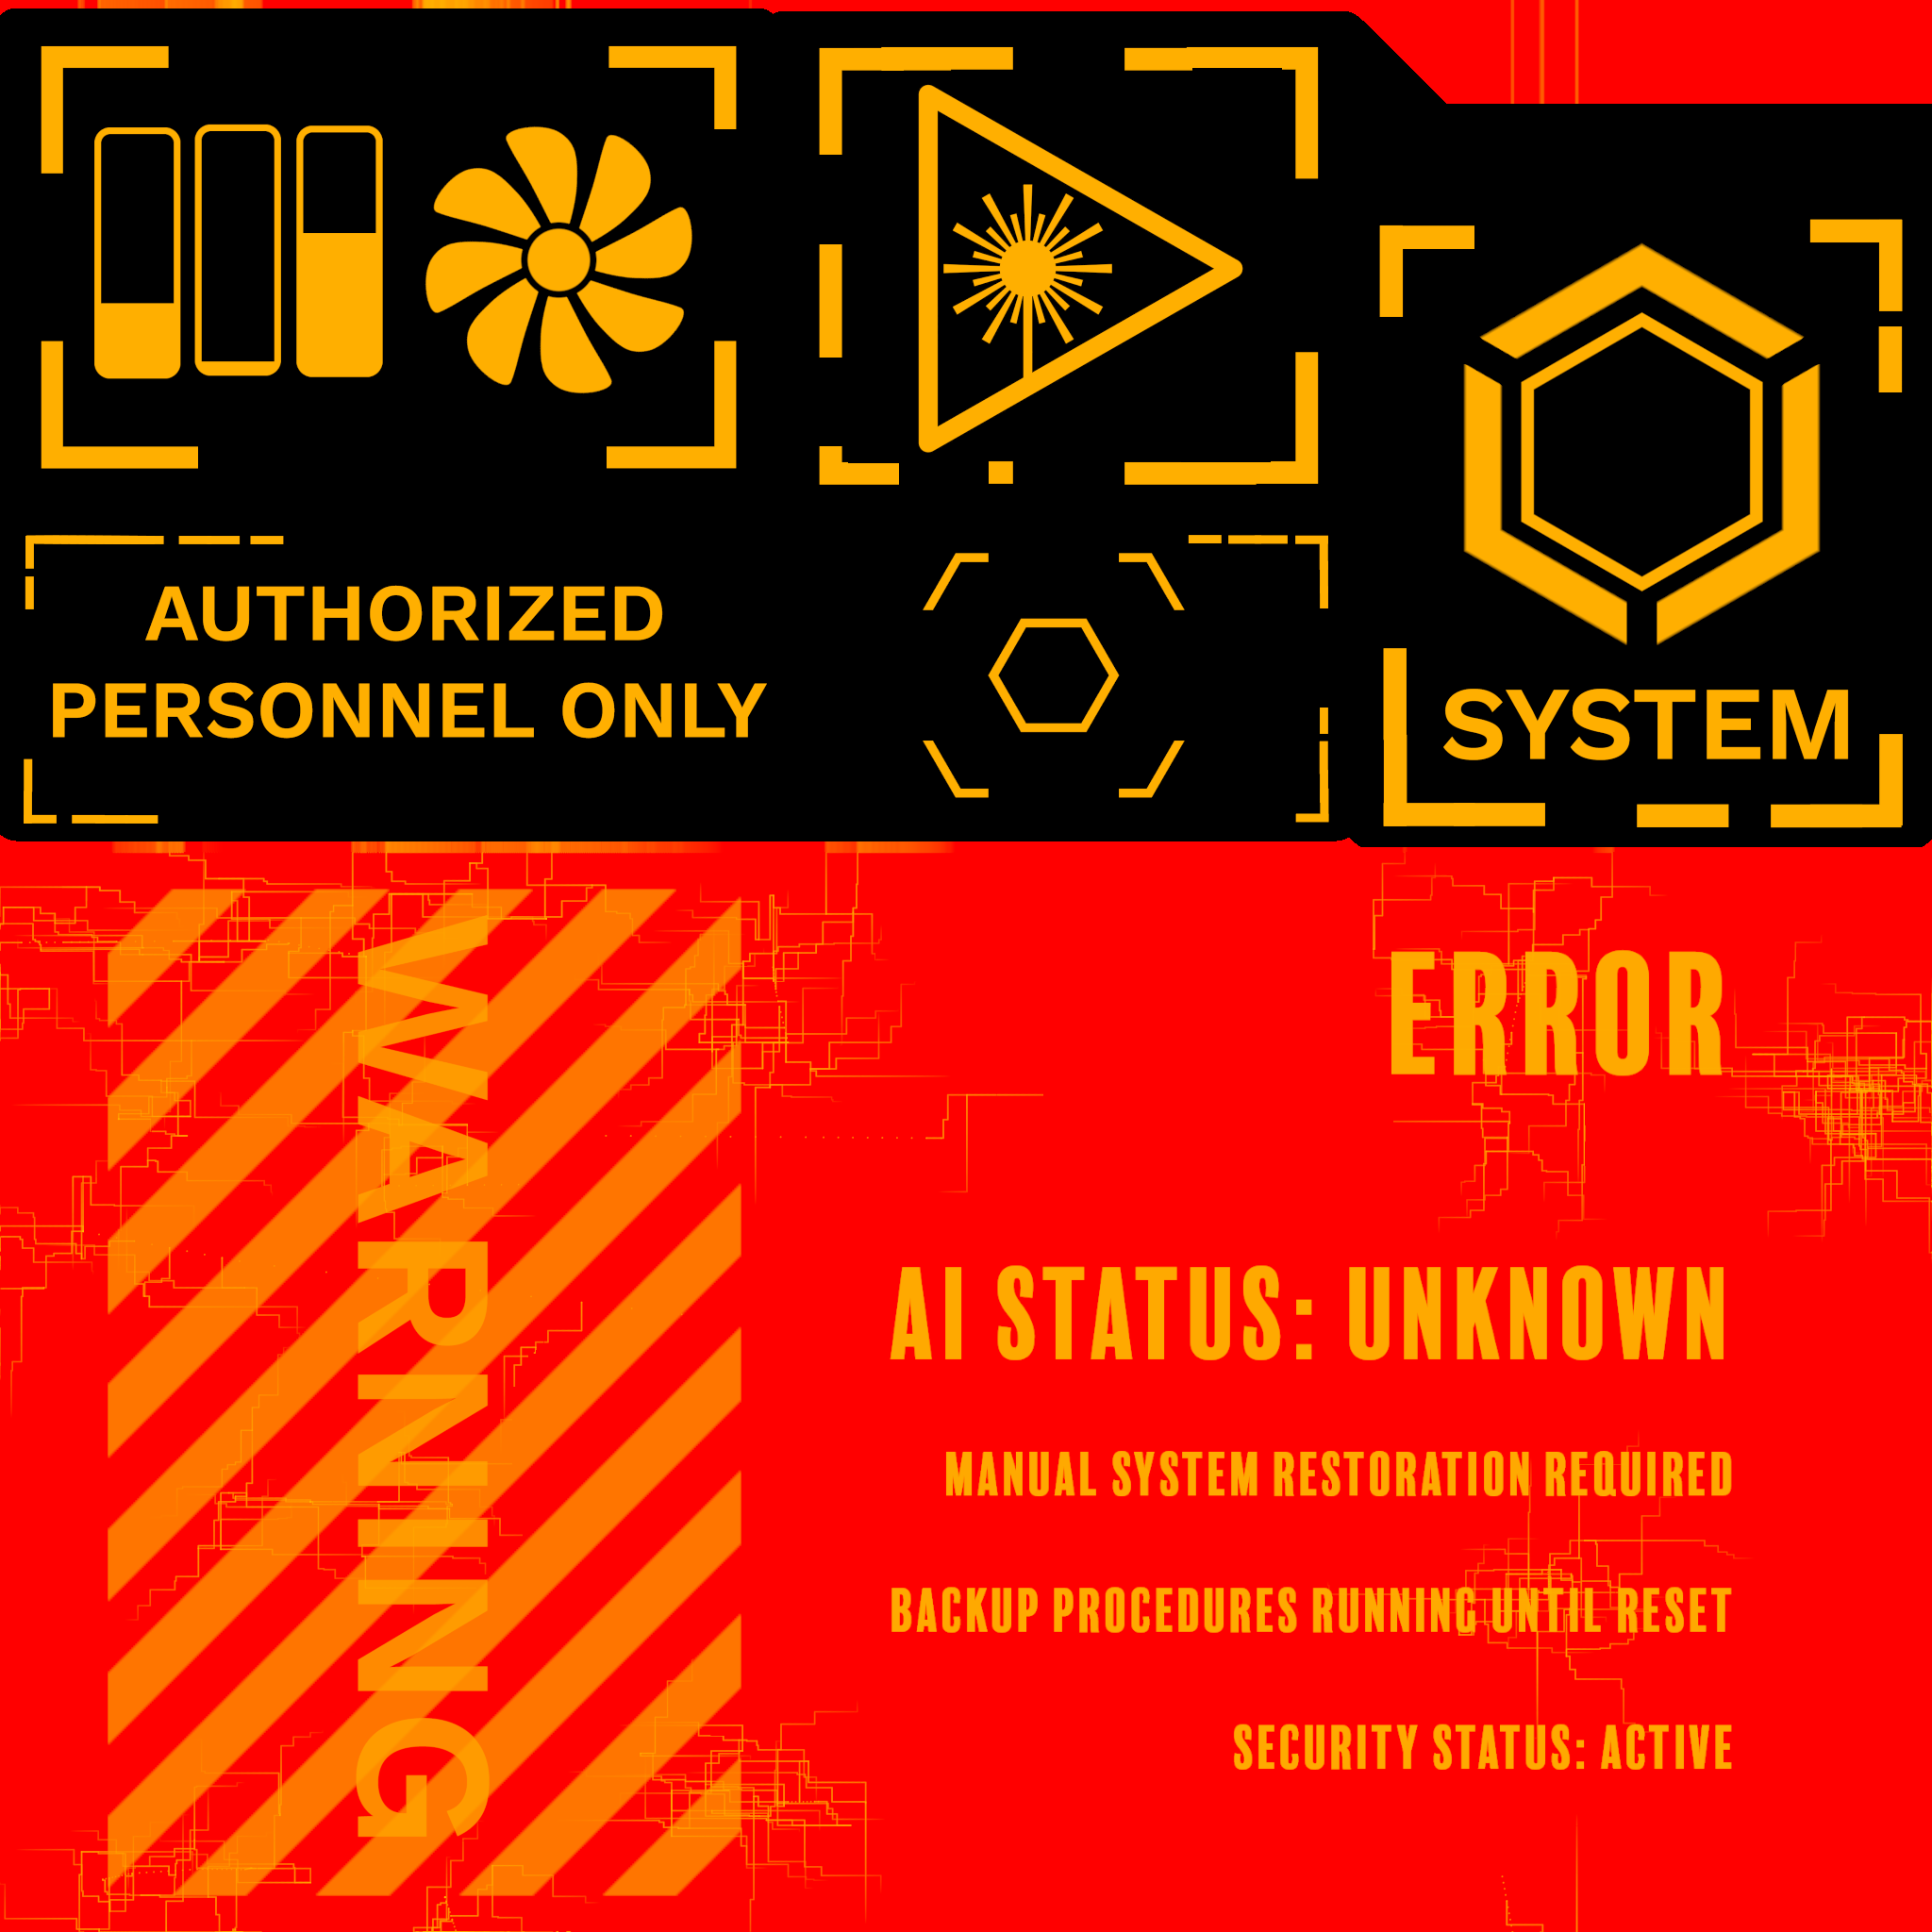 AUTHORIZED
PERSONNEL ONLY
SYSTEM
WARNING
ERROR
AI STATUS: UNKNOWN
MANUAL SYSTEM RESTORATION REQUIRED
BACKUP PROCEDURES RUNNING UNTIL RESET
SECURITY STATUS: ACTIVE